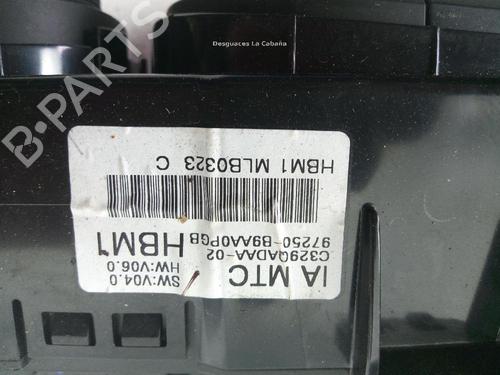 Desguaces La Cabaña
B-PARTS
IA MTC
SW:V04.0
HW:V06.0
C329QADAA-02
97250-B9AA0PGB
HBM1
HBM1 MLB0323 C